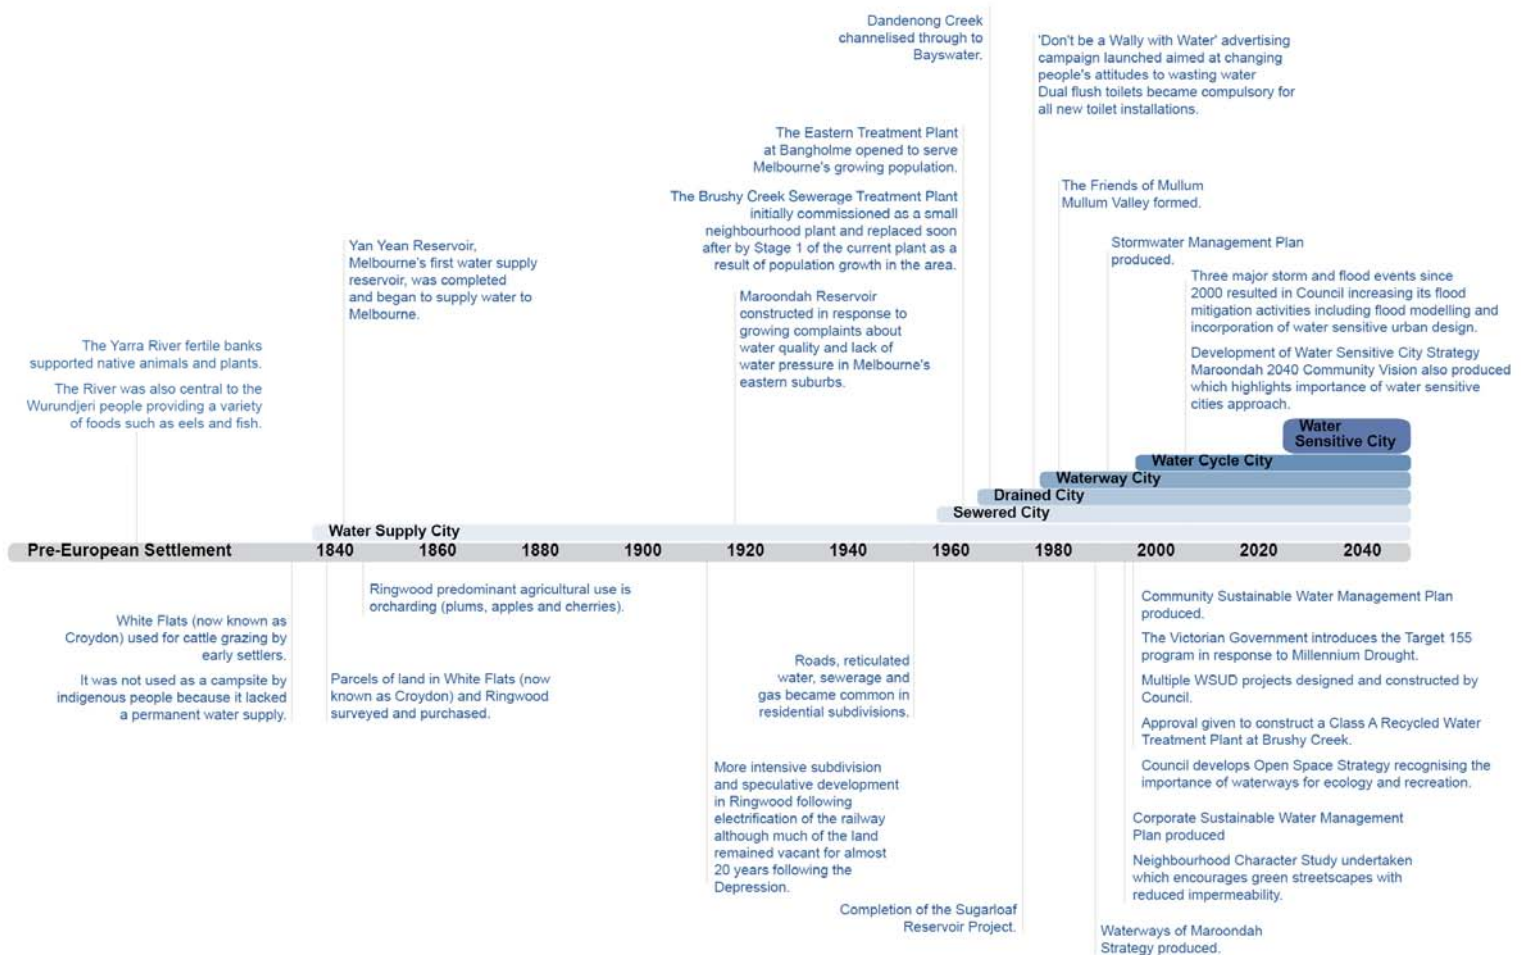 Dandenong Creek
channelised through to
Bayswater.
'Don't be a Wally with Water' advertising
campaign launched aimed at changing
people's attitudes to wasting water
Dual flush toilets became compulsory for
all new toilet installations.
The Eastern Treatment Plant
at Bangholme opened to serve
Melbourne's growing population.
The Brushy Creek Sewerage Treatment Plant
initially commissioned as a small
neighbourhood plant and replaced soon
after by Stage 1 of the current plant as a
result of population growth in the area.
The Friends of Mullum
Mullum Valley formed.
Yan Yean Reservoir,
Melbourne's first water supply
reservoir, was completed
and began to supply water to
Melbourne.
Stormwater Management Plan
produced.
Three major storm and flood events since
2000 resulted in Council increasing its flood
mitigation activities including flood modelling and
incorporation of water sensitive urban design.
Development of Water Sensitive City Strategy
Maroondah 2040 Community Vision also produced
which highlights importance of water sensitive
cities approach.
Maroondah Reservoir
constructed in response to
growing complaints about
water quality and lack of
water pressure in Melbourne's
eastern suburbs.
The Yarra River fertile banks
supported native animals and plants.
The River was also central to the
Wurundjeri people providing a variety
of foods such as eels and fish.
Water
Sensitive City
Water Cycle City
Waterway City
Drained City
Sewered City
Water Supply City
Pre-European Settlement 1840 1860 1880 1900 1920 1940 1960 1980 2000 2020 2040
Ringwood predominant agricultural use is
orcharding (plums, apples and cherries).
White Flats (now known as
Croydon) used for cattle grazing by
early settlers.
It was not used as a campsite by
indigenous people because it lacked
a permanent water supply.
Parcels of land in White Flats (now
known as Croydon) and Ringwood
surveyed and purchased.
Roads, reticulated
water, sewerage and
gas became common in
residential subdivisions.
More intensive subdivision
and speculative development
in Ringwood following
electrification of the railway
although much of the land
remained vacant for almost
20 years following the
Depression.
Completion of the Sugarloaf
Reservoir Project.
Community Sustainable Water Management Plan
produced.
The Victorian Government introduces the Target 155
program in response to Millennium Drought.
Multiple WSUD projects designed and constructed by
Council.
Approval given to construct a Class A Recycled Water
Treatment Plant at Brushy Creek.
Council develops Open Space Strategy recognising the
importance of waterways for ecology and recreation.
Corporate Sustainable Water Management
Plan produced
Neighbourhood Character Study undertaken
which encourages green streetscapes with
reduced impermeability.
Waterways of Maroondah
Strategy produced.